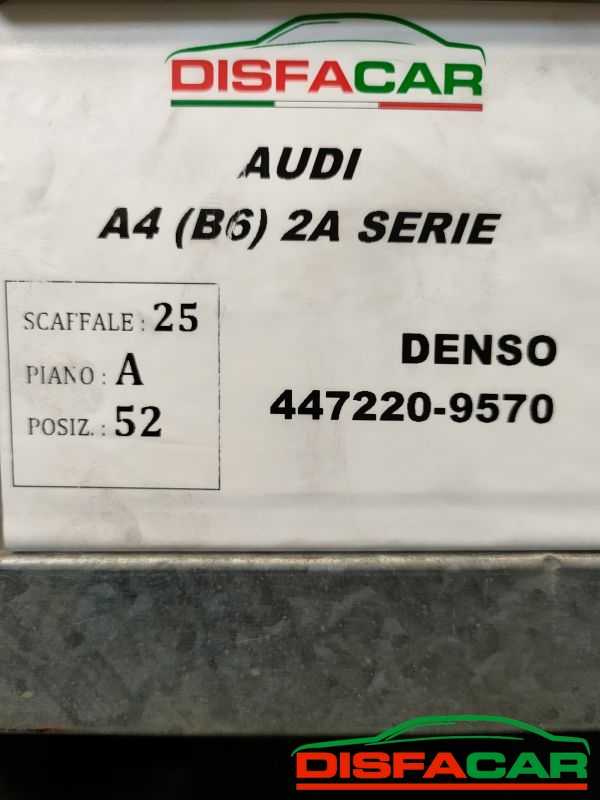 DISFACAR
AUDI
A4 (B6) 2A SERIE
SCAFFALE : 25
PIANO : A
POSIZ. : 52
DENSO
447220-9570
DISFACAR